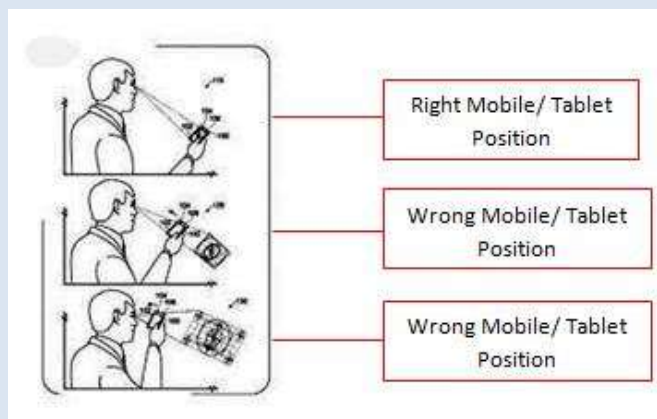 Right Mobile/ Tablet
Position
Wrong Mobile/ Tablet
Position
Wrong Mobile/ Tablet
Position